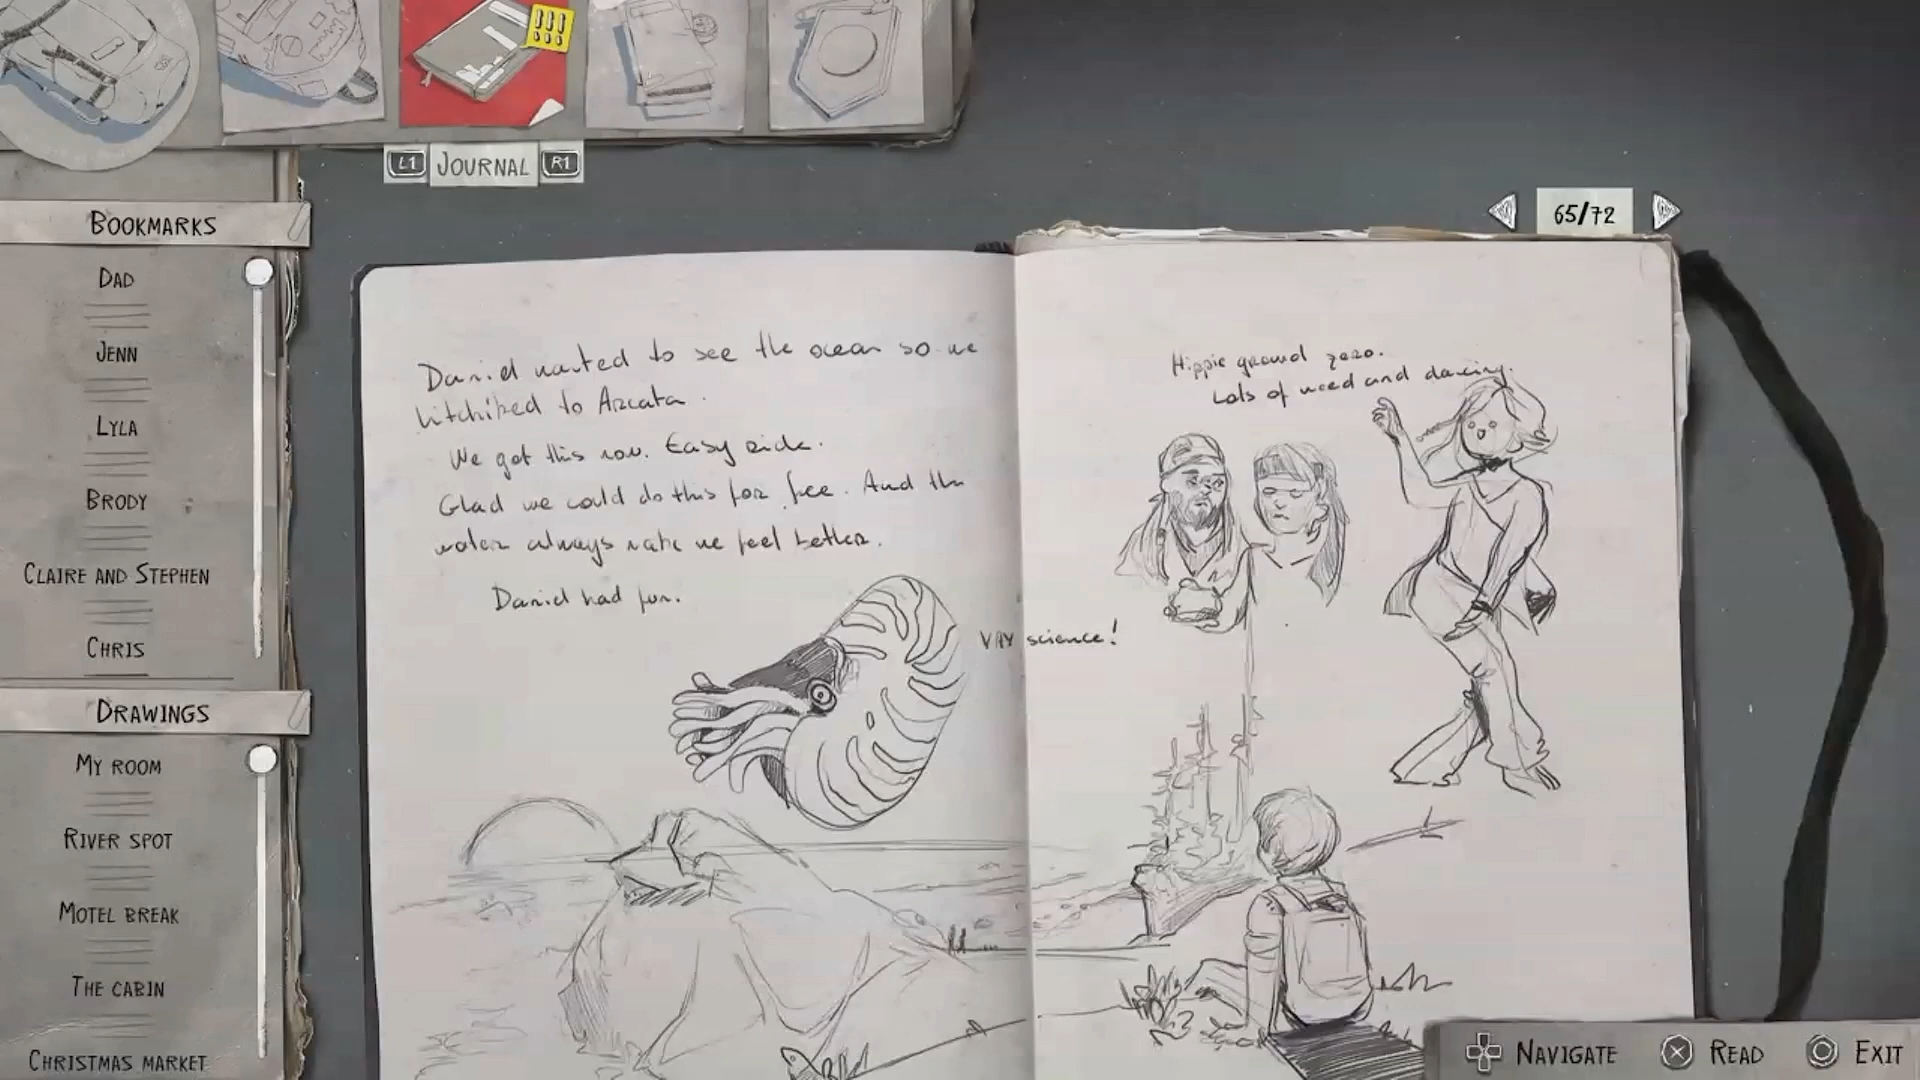 L1 JOURNAL R1
65/72
BOOKMARKS
DAD
JENN
LYLA
BRODY
CLAIRE AND STEPHEN
CHRIS
DRAWINGS
MY ROOM
RIVER SPOT
MOTEL BREAK
THE CABIN
CHRISTMAS MARKET
Daniel wanted to see the ocean so we
hitchiked to Arcata.
We got this now. Easy ride.
Glad we could do this for free. And the
water always make me feel better.
Daniel had fun.
YAY science!
Hippie ground zero.
Lots of weed and dancing.
NAVIGATE
READ
EXIT